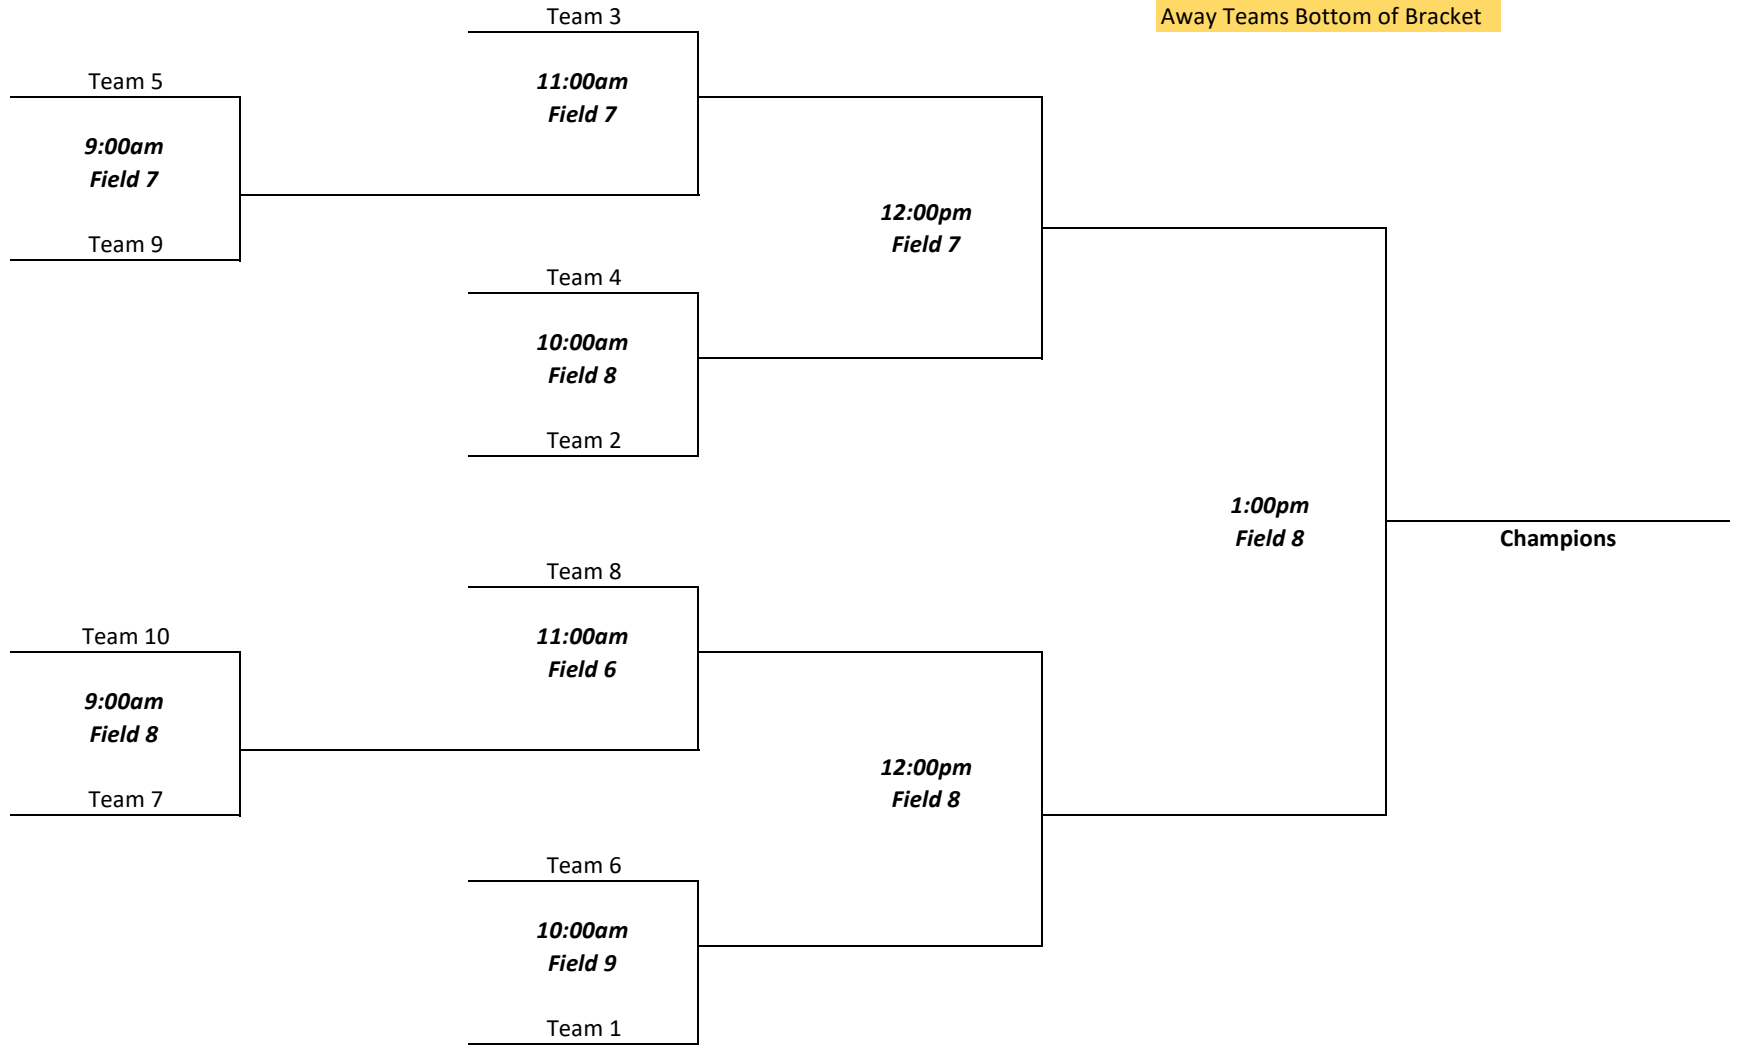 Team 3
Away Teams Bottom of Bracket
Team 5
11:00am
Field 7
9:00am
Field 7
12:00pm
Field 7
Team 9
Team 4
10:00am
Field 8
Team 2
1:00pm
Field 8
Champions
Team 8
Team 10
11:00am
Field 6
9:00am
Field 8
12:00pm
Field 8
Team 7
Team 6
10:00am
Field 9
Team 1